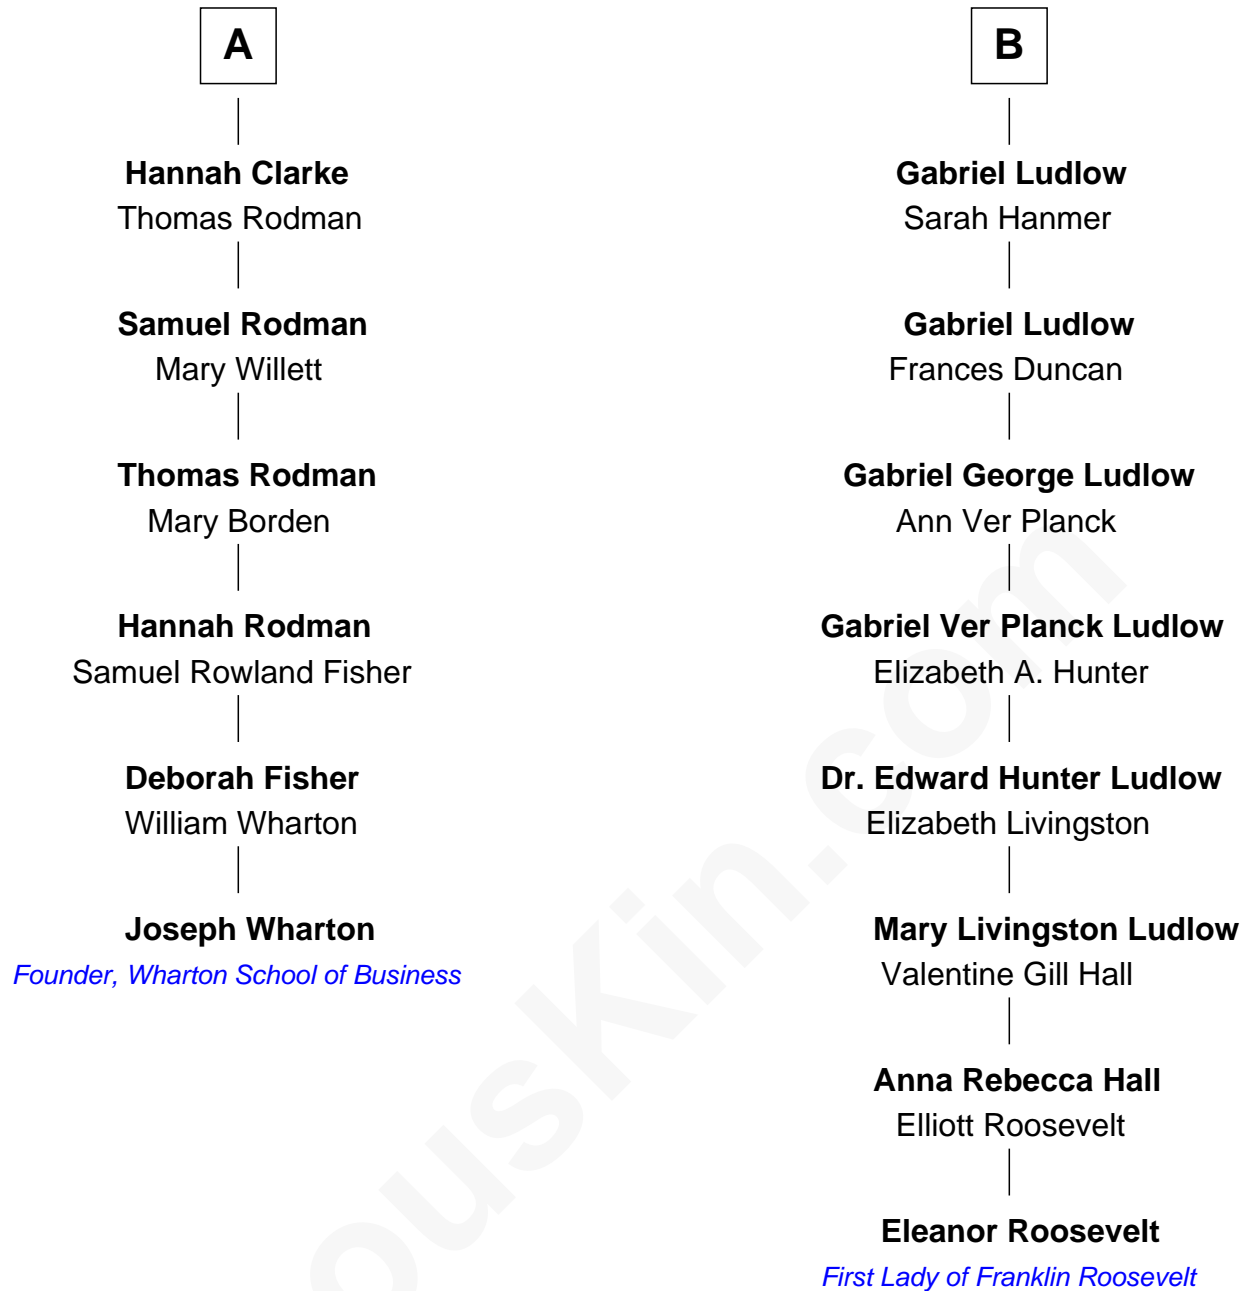 A
Hannah Clarke
Thomas Rodman
Samuel Rodman
Mary Willett
Thomas Rodman
Mary Borden
Hannah Rodman
Samuel Rowland Fisher
Deborah Fisher
William Wharton
Joseph Wharton
Founder, Wharton School of Business
B
Gabriel Ludlow
Sarah Hanmer
Gabriel Ludlow
Frances Duncan
Gabriel George Ludlow
Ann Ver Planck
Gabriel Ver Planck Ludlow
Elizabeth A. Hunter
Dr. Edward Hunter Ludlow
Elizabeth Livingston
Mary Livingston Ludlow
Valentine Gill Hall
Anna Rebecca Hall
Elliott Roosevelt
Eleanor Roosevelt
First Lady of Franklin Roosevelt
ousKin.com